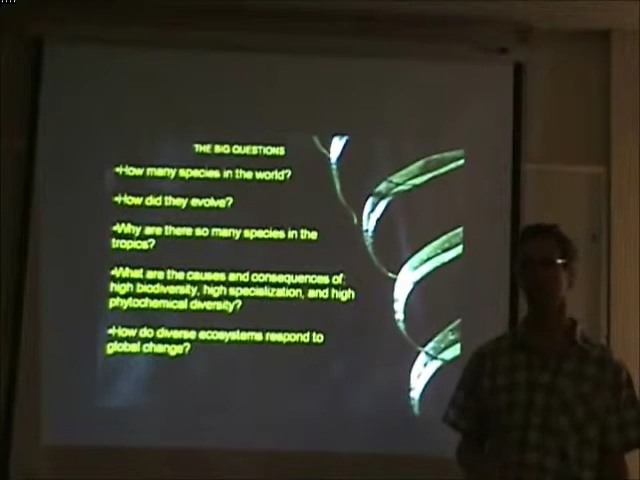 THE BIG QUESTIONS
•How many species in the world?
•How did they evolve?
•Why are there so many species in the
tropics?
•What are the causes and consequences of:
high biodiversity, high specialization, and high
phytochemical diversity?
•How do diverse ecosystems respond to
global change?